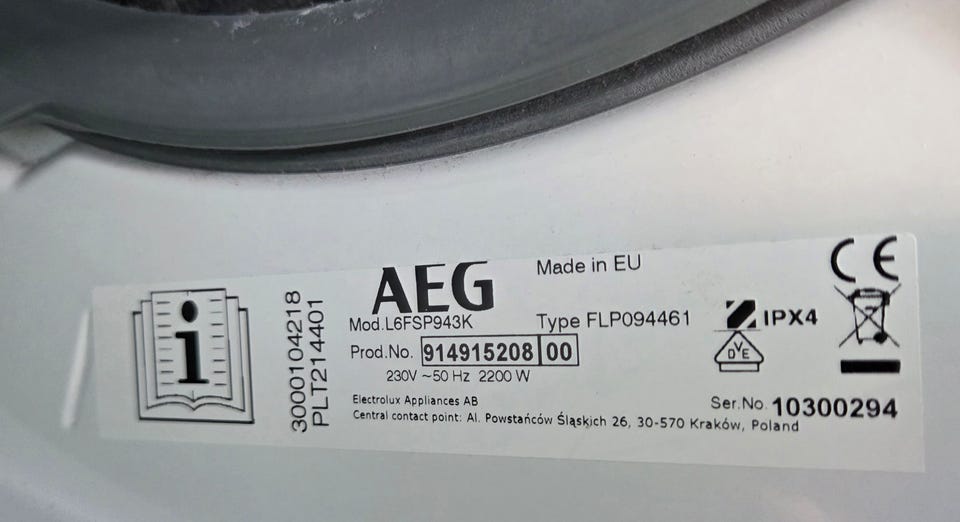 AEG
Made in EU
Mod.L6FSP943K
Type FLP094461
Prod.No. 914915208 00
230V ~50 Hz 2200 W
Electrolux Appliances AB
Central contact point: Al. Powstańców Śląskich 26, 30-570 Kraków, Poland
3000104218
PLT214401
i
CE
IPX4
DVE
Ser.No. 10300294